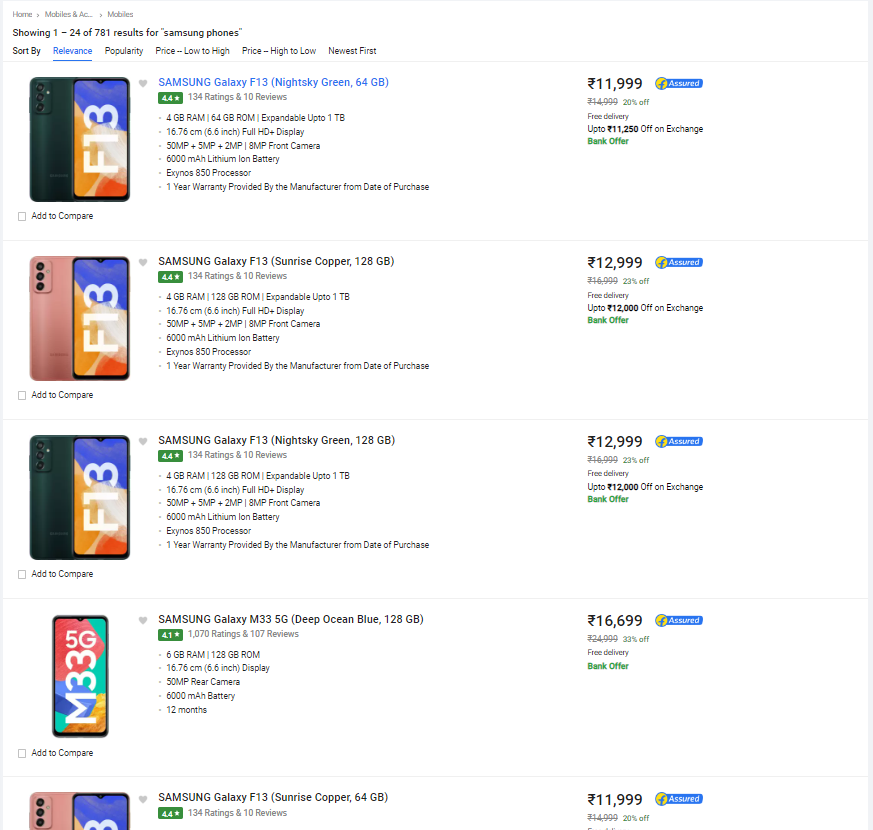 Home › Mobiles & Ac... › Mobiles
Showing 1 – 24 of 781 results for "samsung phones"
Sort By Relevance Popularity Price -- Low to High Price -- High to Low Newest First
F13
SAMSUNG Galaxy F13 (Nightsky Green, 64 GB)
4.4 ★ 134 Ratings & 10 Reviews
4 GB RAM | 64 GB ROM | Expandable Upto 1 TB
16.76 cm (6.6 inch) Full HD+ Display
50MP + 5MP + 2MP | 8MP Front Camera
6000 mAh Lithium Ion Battery
Exynos 850 Processor
1 Year Warranty Provided By the Manufacturer from Date of Purchase
₹11,999 Assured
₹14,999 20% off
Free delivery
Upto ₹11,250 Off on Exchange
Bank Offer
Add to Compare
F13
SAMSUNG Galaxy F13 (Sunrise Copper, 128 GB)
4.4 ★ 134 Ratings & 10 Reviews
4 GB RAM | 128 GB ROM | Expandable Upto 1 TB
16.76 cm (6.6 inch) Full HD+ Display
50MP + 5MP + 2MP | 8MP Front Camera
6000 mAh Lithium Ion Battery
Exynos 850 Processor
1 Year Warranty Provided By the Manufacturer from Date of Purchase
₹12,999 Assured
₹16,999 23% off
Free delivery
Upto ₹12,000 Off on Exchange
Bank Offer
Add to Compare
F13
SAMSUNG Galaxy F13 (Nightsky Green, 128 GB)
4.4 ★ 134 Ratings & 10 Reviews
4 GB RAM | 128 GB ROM | Expandable Upto 1 TB
16.76 cm (6.6 inch) Full HD+ Display
50MP + 5MP + 2MP | 8MP Front Camera
6000 mAh Lithium Ion Battery
Exynos 850 Processor
1 Year Warranty Provided By the Manufacturer from Date of Purchase
₹12,999 Assured
₹16,999 23% off
Free delivery
Upto ₹12,000 Off on Exchange
Bank Offer
Add to Compare
5G
M33
SAMSUNG Galaxy M33 5G (Deep Ocean Blue, 128 GB)
4.1 ★ 1,070 Ratings & 107 Reviews
6 GB RAM | 128 GB ROM
16.76 cm (6.6 inch) Display
50MP Rear Camera
6000 mAh Battery
12 months
₹16,699 Assured
₹24,999 33% off
Free delivery
Bank Offer
Add to Compare
SAMSUNG Galaxy F13 (Sunrise Copper, 64 GB)
4.4 ★ 134 Ratings & 10 Reviews
₹11,999 Assured
₹14,999 20% off